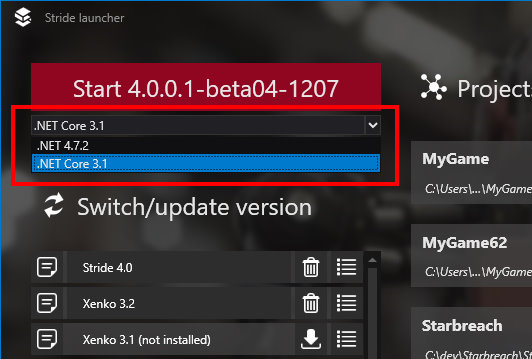 Stride launcher
Start 4.0.0.1-beta04-1207
.NET Core 3.1
.NET 4.7.2
.NET Core 3.1
Switch/update version
Stride 4.0
Xenko 3.2
Xenko 3.1 (not installed)
Projects
MyGame
C:\Users\...\MyGame
MyGame62
C:\Users\...\MyGame
Starbreach
C:\dev\Starbreach\St